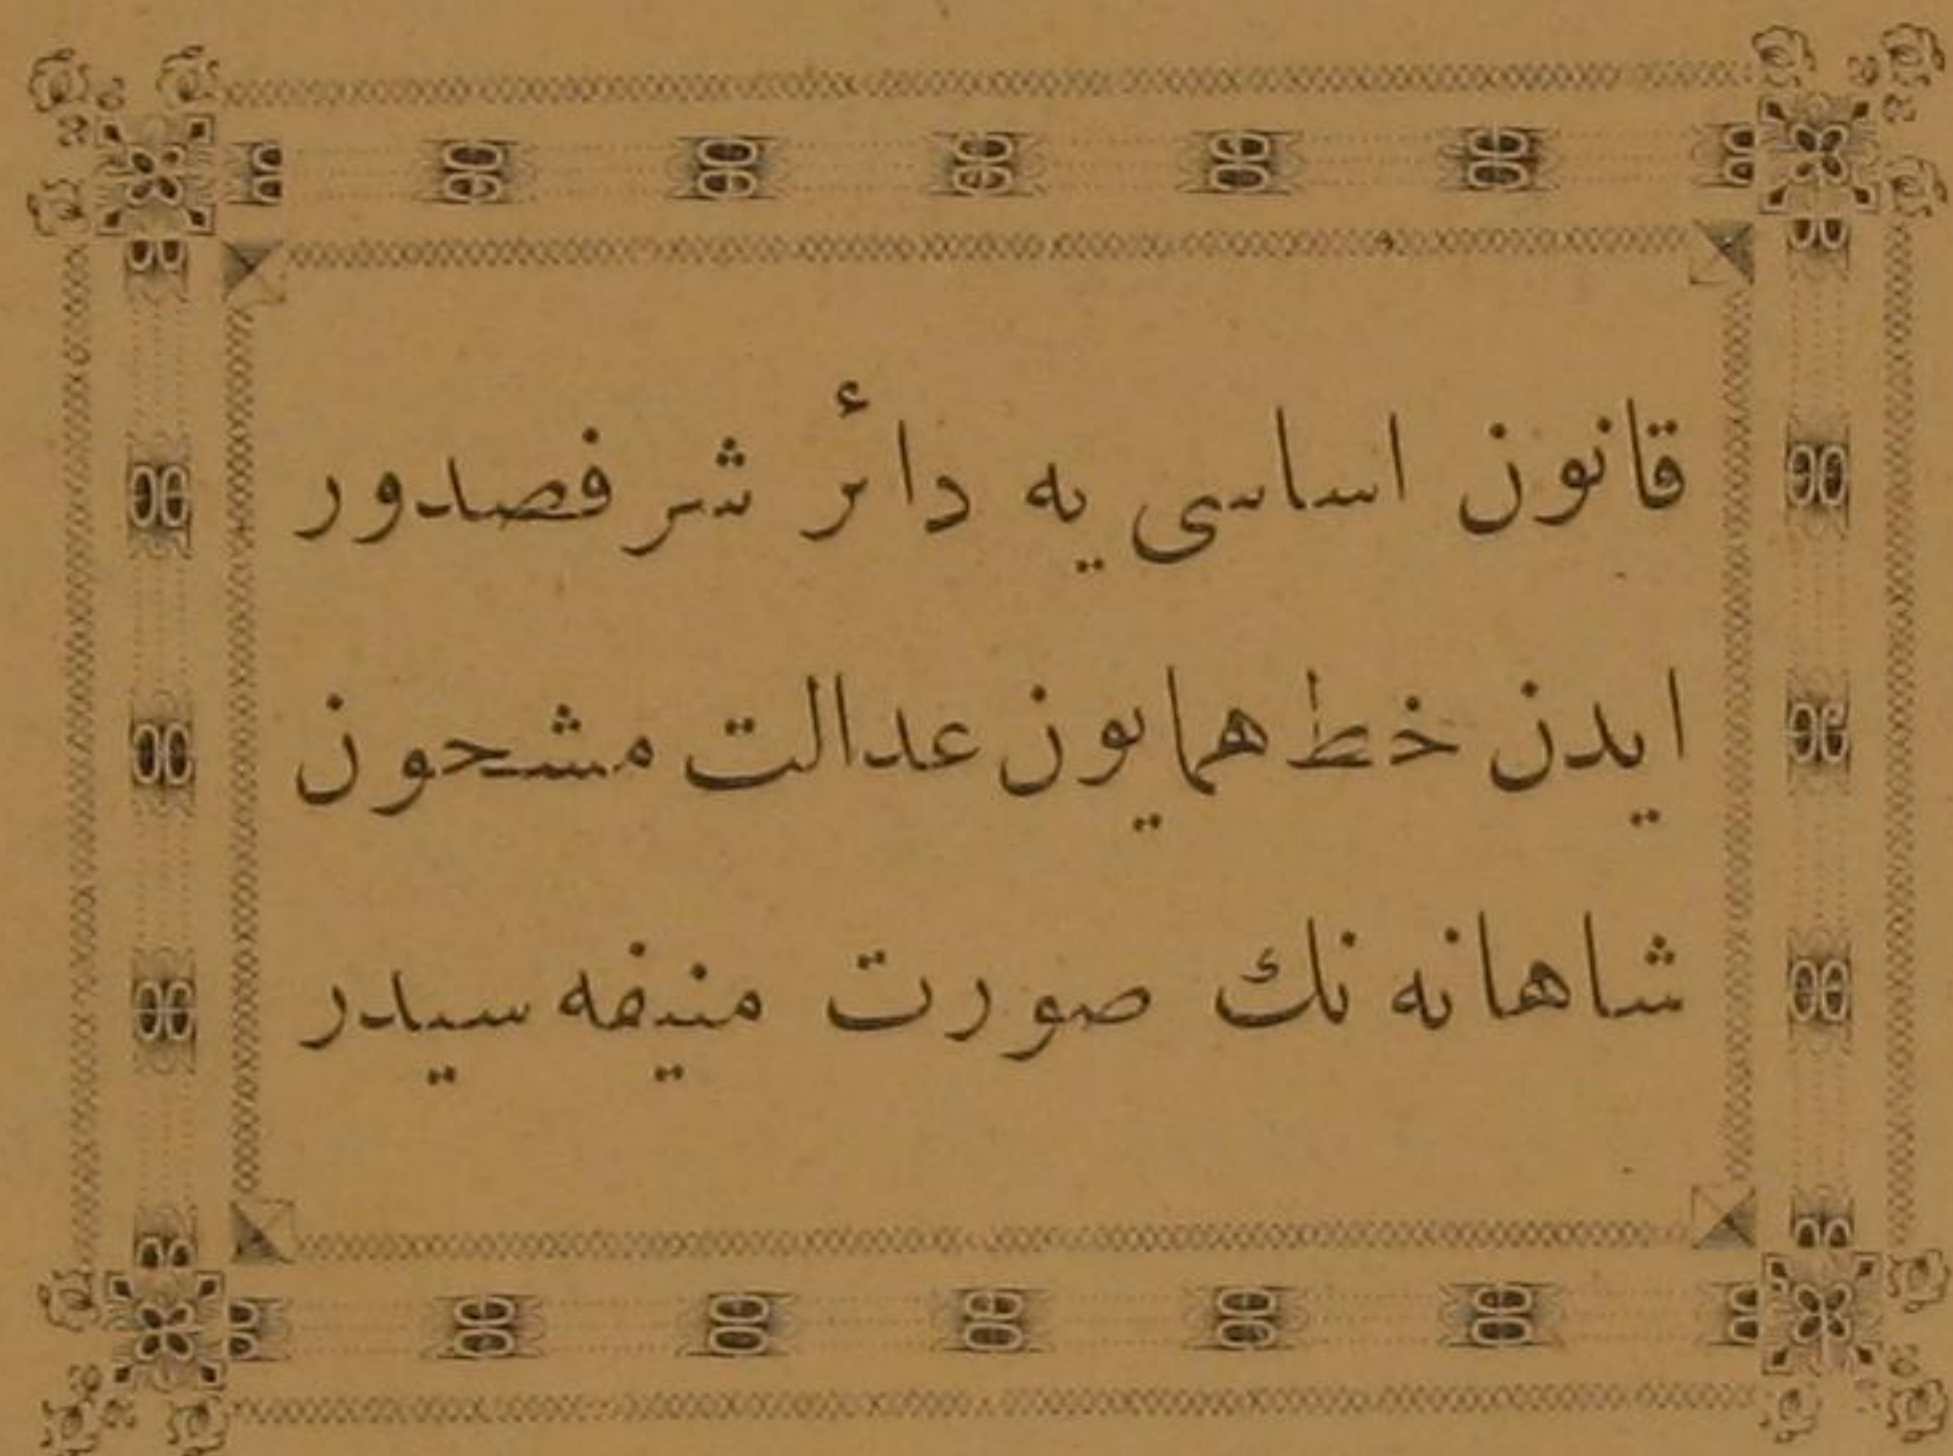 قانون اساسی یه دائر شرفصدور
ایدن خط همایون عدالت مشحون
شاهانه نك صورت منیفه سیدر